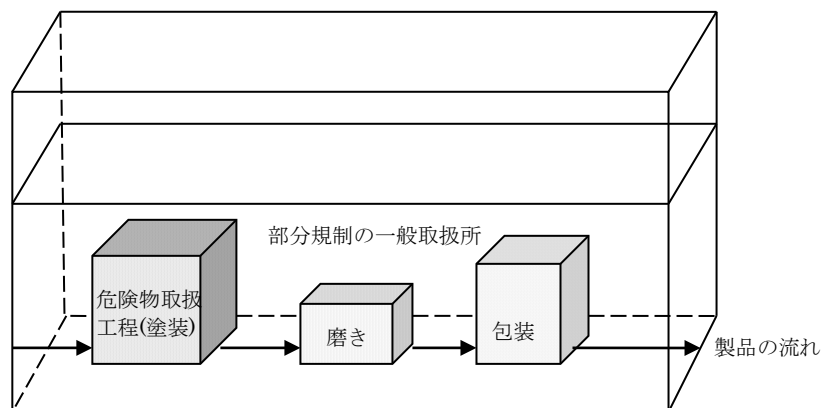 部分規制の一般取扱所
危険物取扱
工程(塗装)
磨き
包装
製品の流れ